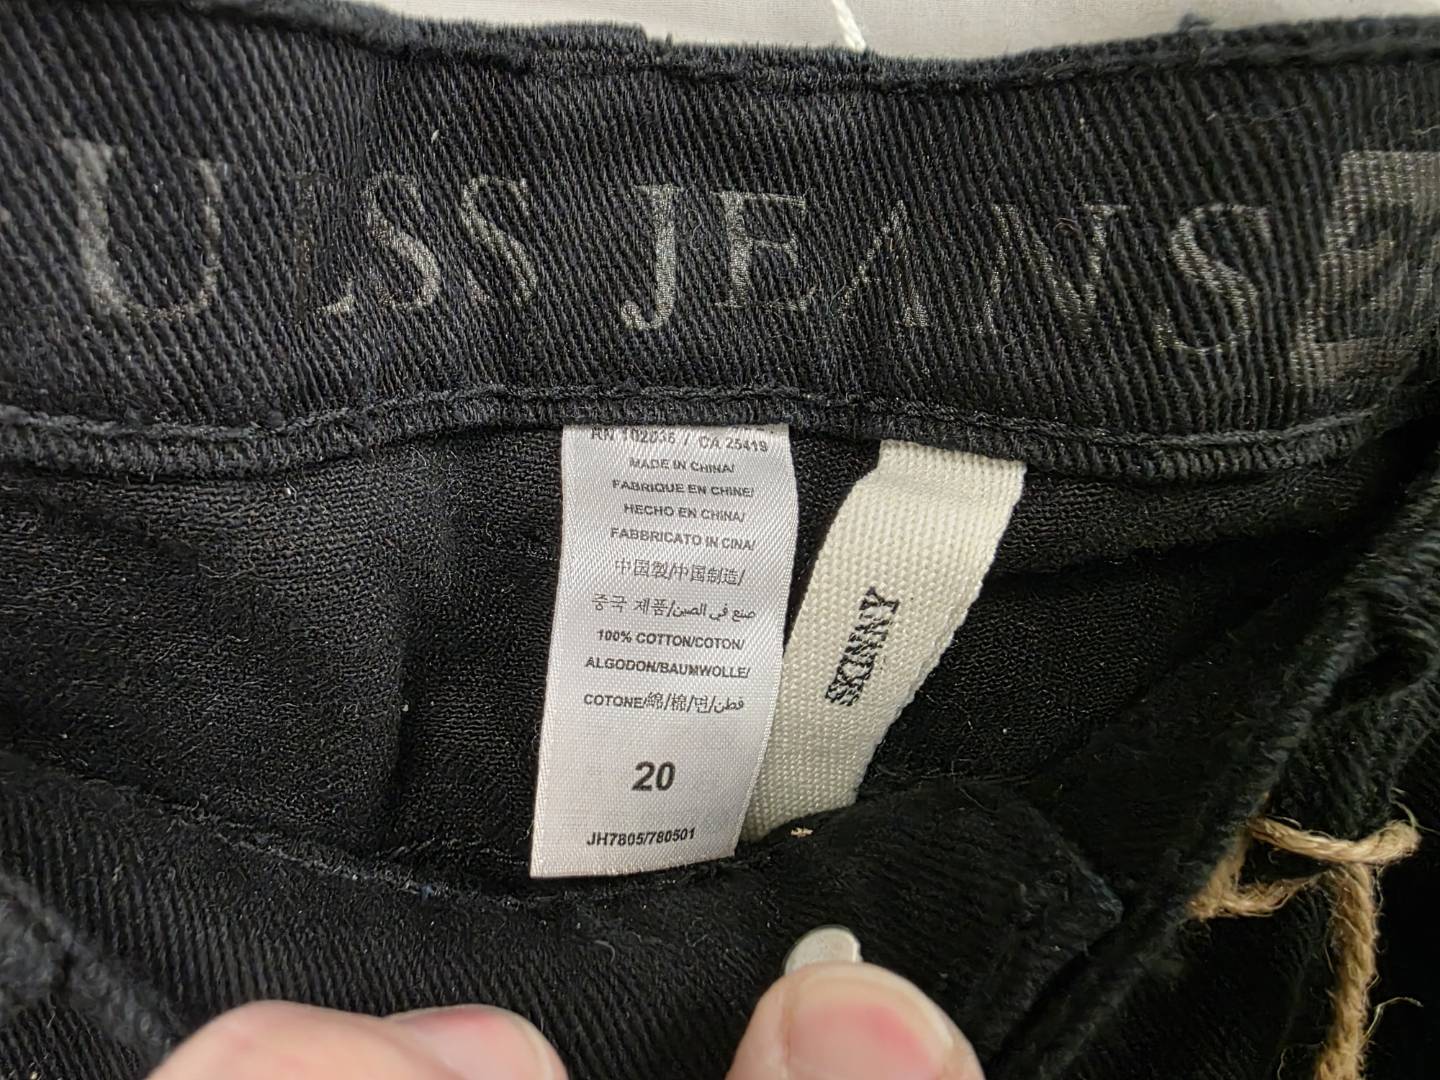 UESS JEANS
RN 102036 / CA 25419
MADE IN CHINA/
FABRIQUE EN CHINE/
HECHO EN CHINA/
FABBRICATO IN CINA/
中国製/中国制造/
중국 제품/صنع في الصين
100% COTTON/COTON/
ALGODON/BAUMWOLLE/
COTONE/綿/棉/면/قطن
20
JH7805/780501
SKINNY